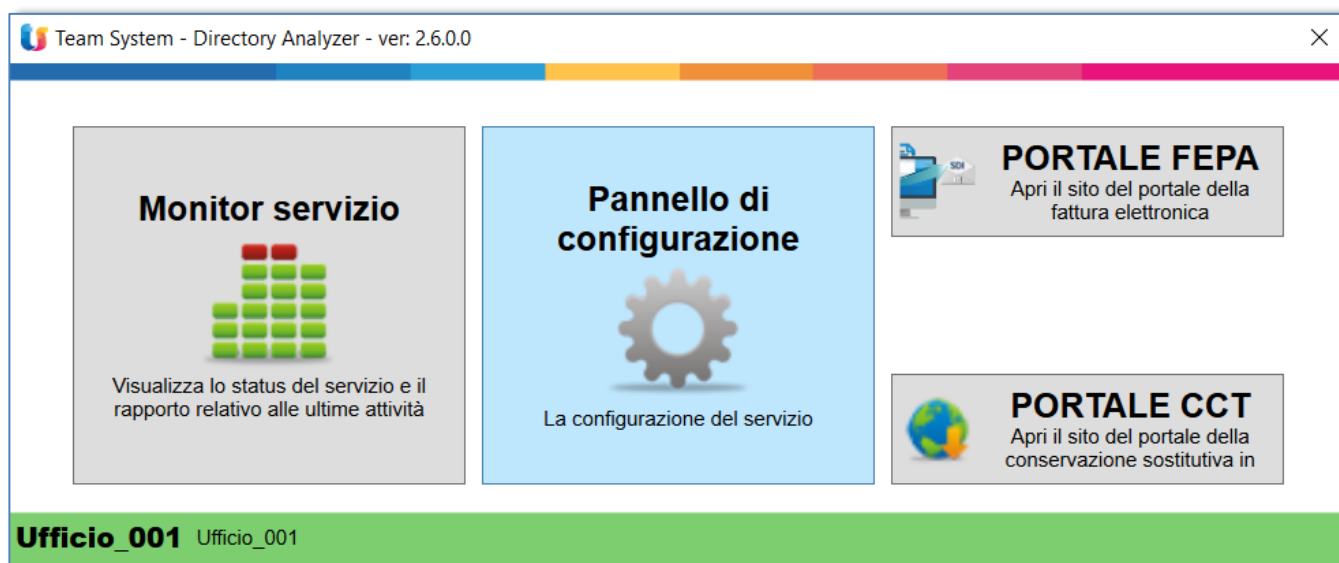 Team System - Directory Analyzer - ver: 2.6.0.0
Monitor servizio
Visualizza lo status del servizio e il
rapporto relativo alle ultime attività
Pannello di
configurazione
La configurazione del servizio
SDI
PORTALE FEPA
Apri il sito del portale della
fattura elettronica
PORTALE CCT
Apri il sito del portale della
conservazione sostitutiva in
Ufficio_001 Ufficio_001